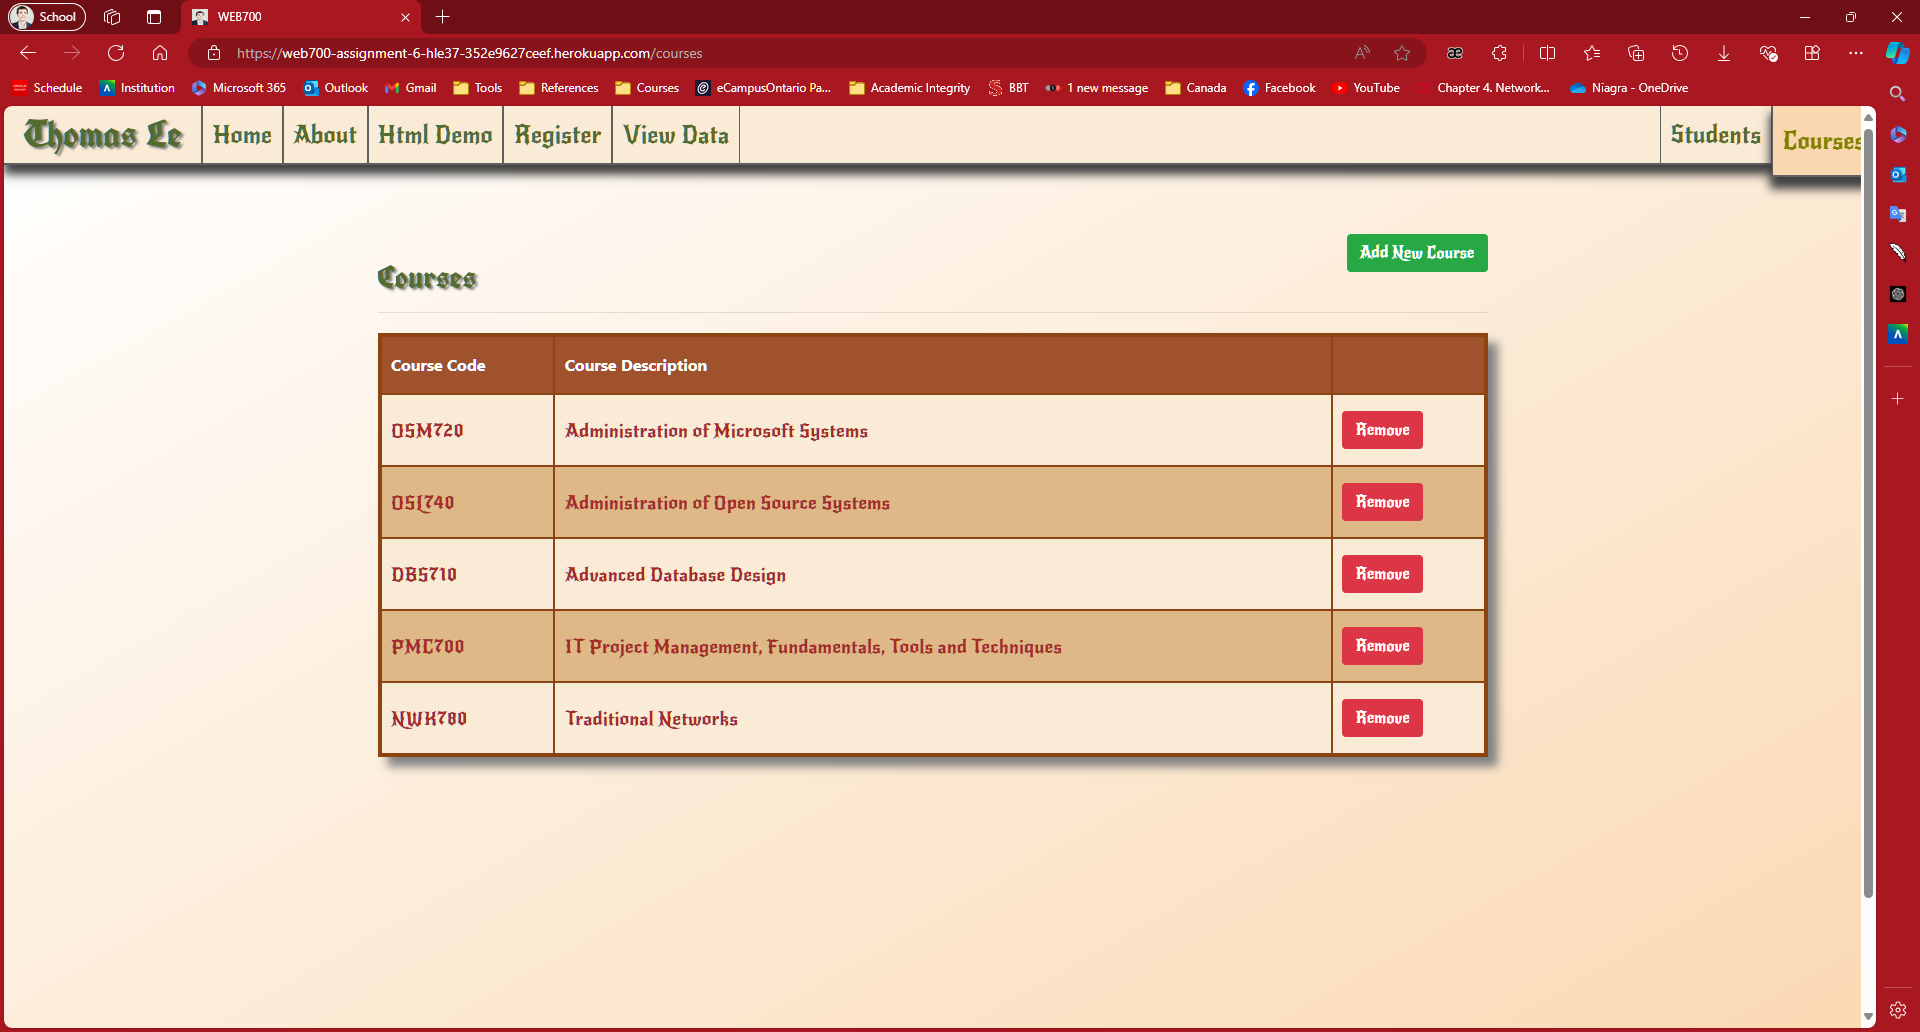 School
WEB700
https://web700-assignment-6-hle37-352e9627ceef.herokuapp.com/courses
Schedule Institution Microsoft 365 Outlook Gmail Tools References Courses eCampusOntario Pa... Academic Integrity BBT 1 new message Canada Facebook YouTube Chapter 4. Network... Niagra - OneDrive
Thomas Le Home About Html Demo Register View Data Students Courses
Add New Course
Courses
Course Code Course Description
OSM720 Administration of Microsoft Systems Remove
OSL740 Administration of Open Source Systems Remove
DBS710 Advanced Database Design Remove
PMC700 IT Project Management, Fundamentals, Tools and Techniques Remove
NWK780 Traditional Networks Remove